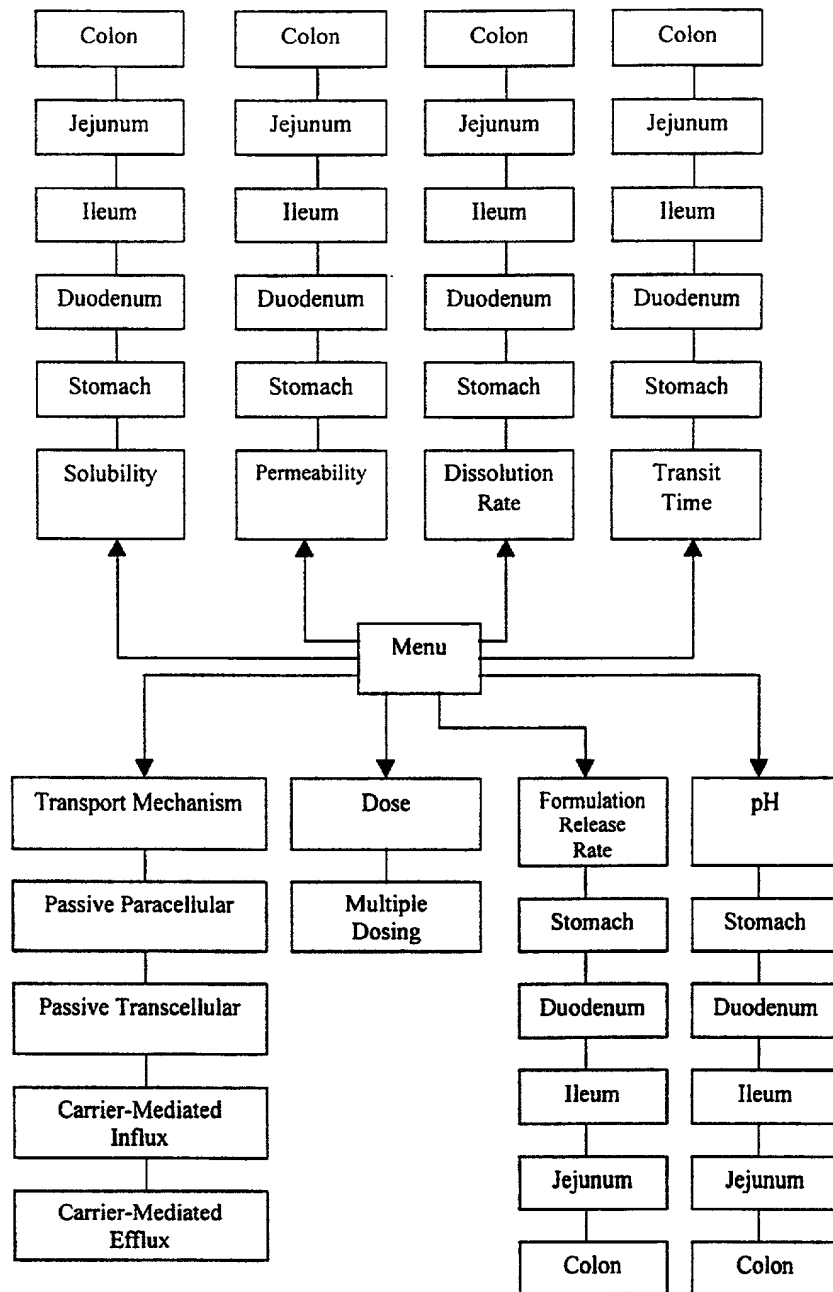 Colon
Colon
Colon
Colon
Jejunum
Jejunum
Jejunum
Jejunum
Ileum
Ileum
Ileum
Ileum
Duodenum
Duodenum
Duodenum
Duodenum
Stomach
Stomach
Stomach
Stomach
Solubility
Permeability
Dissolution
Rate
Transit
Time
Menu
Transport Mechanism
Dose
Formulation
Release
Rate
pH
Passive Paracellular
Multiple
Dosing
Stomach
Stomach
Passive Transcellular
Duodenum
Duodenum
Carrier-Mediated
Influx
Ileum
Ileum
Carrier-Mediated
Efflux
Jejunum
Jejunum
Colon
Colon